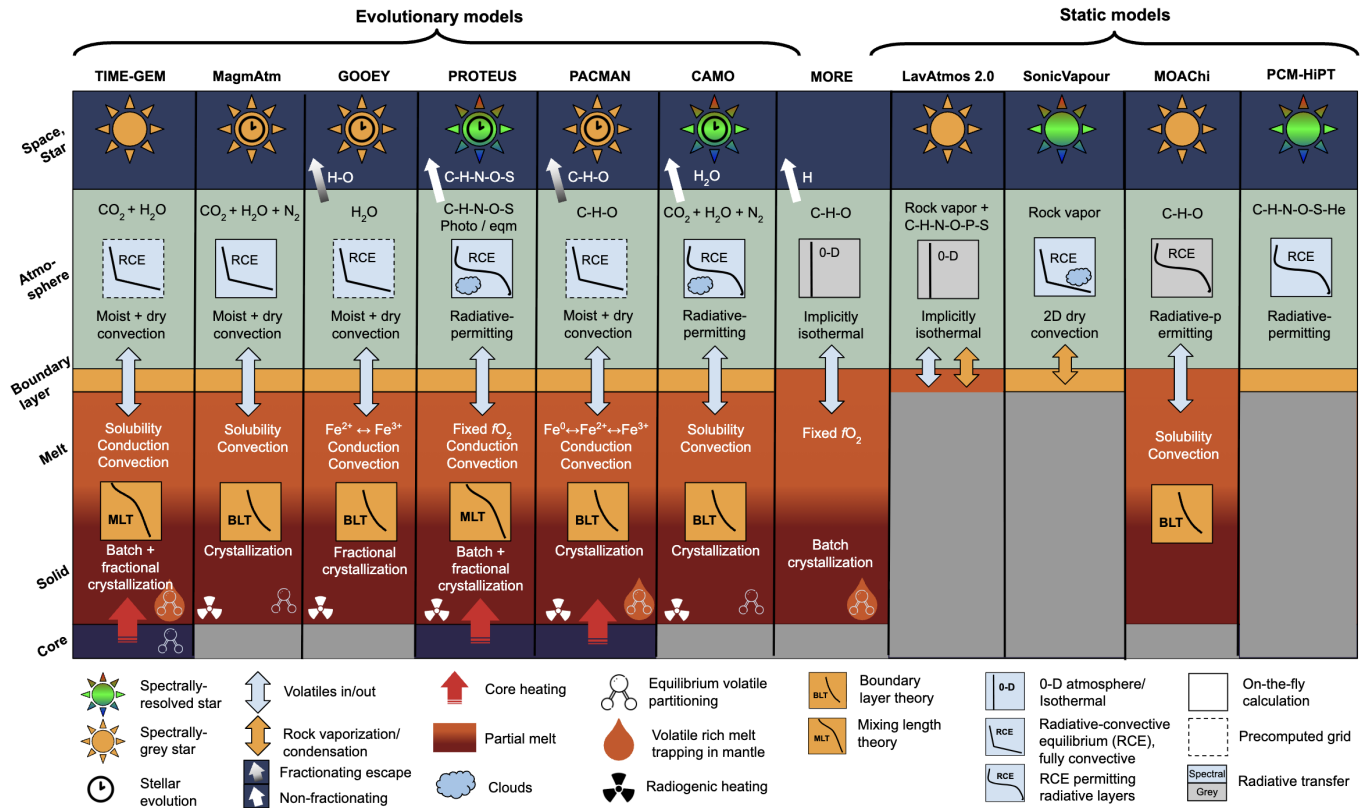 Evolutionary models
Static models
TIME-GEM
MagmAtm
GOOEY
PROTEUS
PACMAN
CAMO
MORE
LavAtmos 2.0
SonicVapour
MOAChi
PCM-HiPT
Space,
Star
H-O
C-H-N-O-S
C-H-O
H₂O
H
Atmo-
sphere
CO₂ + H₂O
RCE
Moist + dry
convection
CO₂ + H₂O + N₂
RCE
Moist + dry
convection
H₂O
RCE
Moist + dry
convection
C-H-N-O-S
Photo / eqm
RCE
Radiative-
permitting
C-H-O
RCE
Moist + dry
convection
CO₂ + H₂O + N₂
RCE
Radiative-
permitting
C-H-O
0-D
Implicitly
isothermal
Rock vapor +
C-H-N-O-P-S
0-D
Implicitly
isothermal
Rock vapor
RCE
2D dry
convection
C-H-O
RCE
Radiative-p
ermitting
C-H-N-O-S-He
RCE
Radiative-permitting
Boundary
layer
Melt
Solid
Core
Solubility
Conduction
Convection
MLT
Batch +
fractional
crystallization
Solubility
Convection
BLT
Crystallization
Fe²⁺ ↔ Fe³⁺
Conduction
Convection
BLT
Fractional
crystallization
Fixed fO₂
Conduction
Convection
MLT
Batch +
fractional
crystallization
Fe⁰↔Fe²⁺↔Fe³⁺
Conduction
Convection
BLT
Crystallization
Solubility
Convection
BLT
Crystallization
Fixed fO₂
Batch
crystallization
Solubility
Convection
BLT
Spectrally-
resolved star
Spectrally-
grey star
Stellar
evolution
Volatiles in/out
Rock vaporization/
condensation
Fractionating escape
Non-fractionating
Core heating
Partial melt
Clouds
Equilibrium volatile
partitioning
Volatile rich melt
trapping in mantle
Radiogenic heating
BLT
Boundary
layer theory
MLT
Mixing length
theory
0-D
0-D atmosphere/
Isothermal
RCE
Radiative-convective
equilibrium (RCE),
fully convective
RCE
RCE permitting
radiative layers
On-the-fly
calculation
Precomputed grid
Spectral
Grey
Radiative transfer